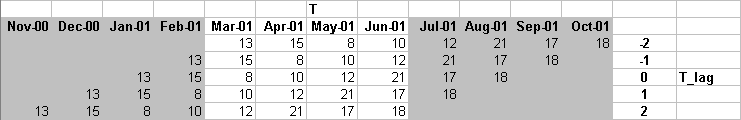 T
Nov-00 Dec-00 Jan-01 Feb-01 Mar-01 Apr-01 May-01 Jun-01 Jul-01 Aug-01 Sep-01 Oct-01
13 15 8 10 12 21 17 18 -2
13 15 8 10 12 21 17 18 -1
13 15 8 10 12 21 17 18 0 T_lag
13 15 8 10 12 21 17 18 1
13 15 8 10 12 21 17 18 2